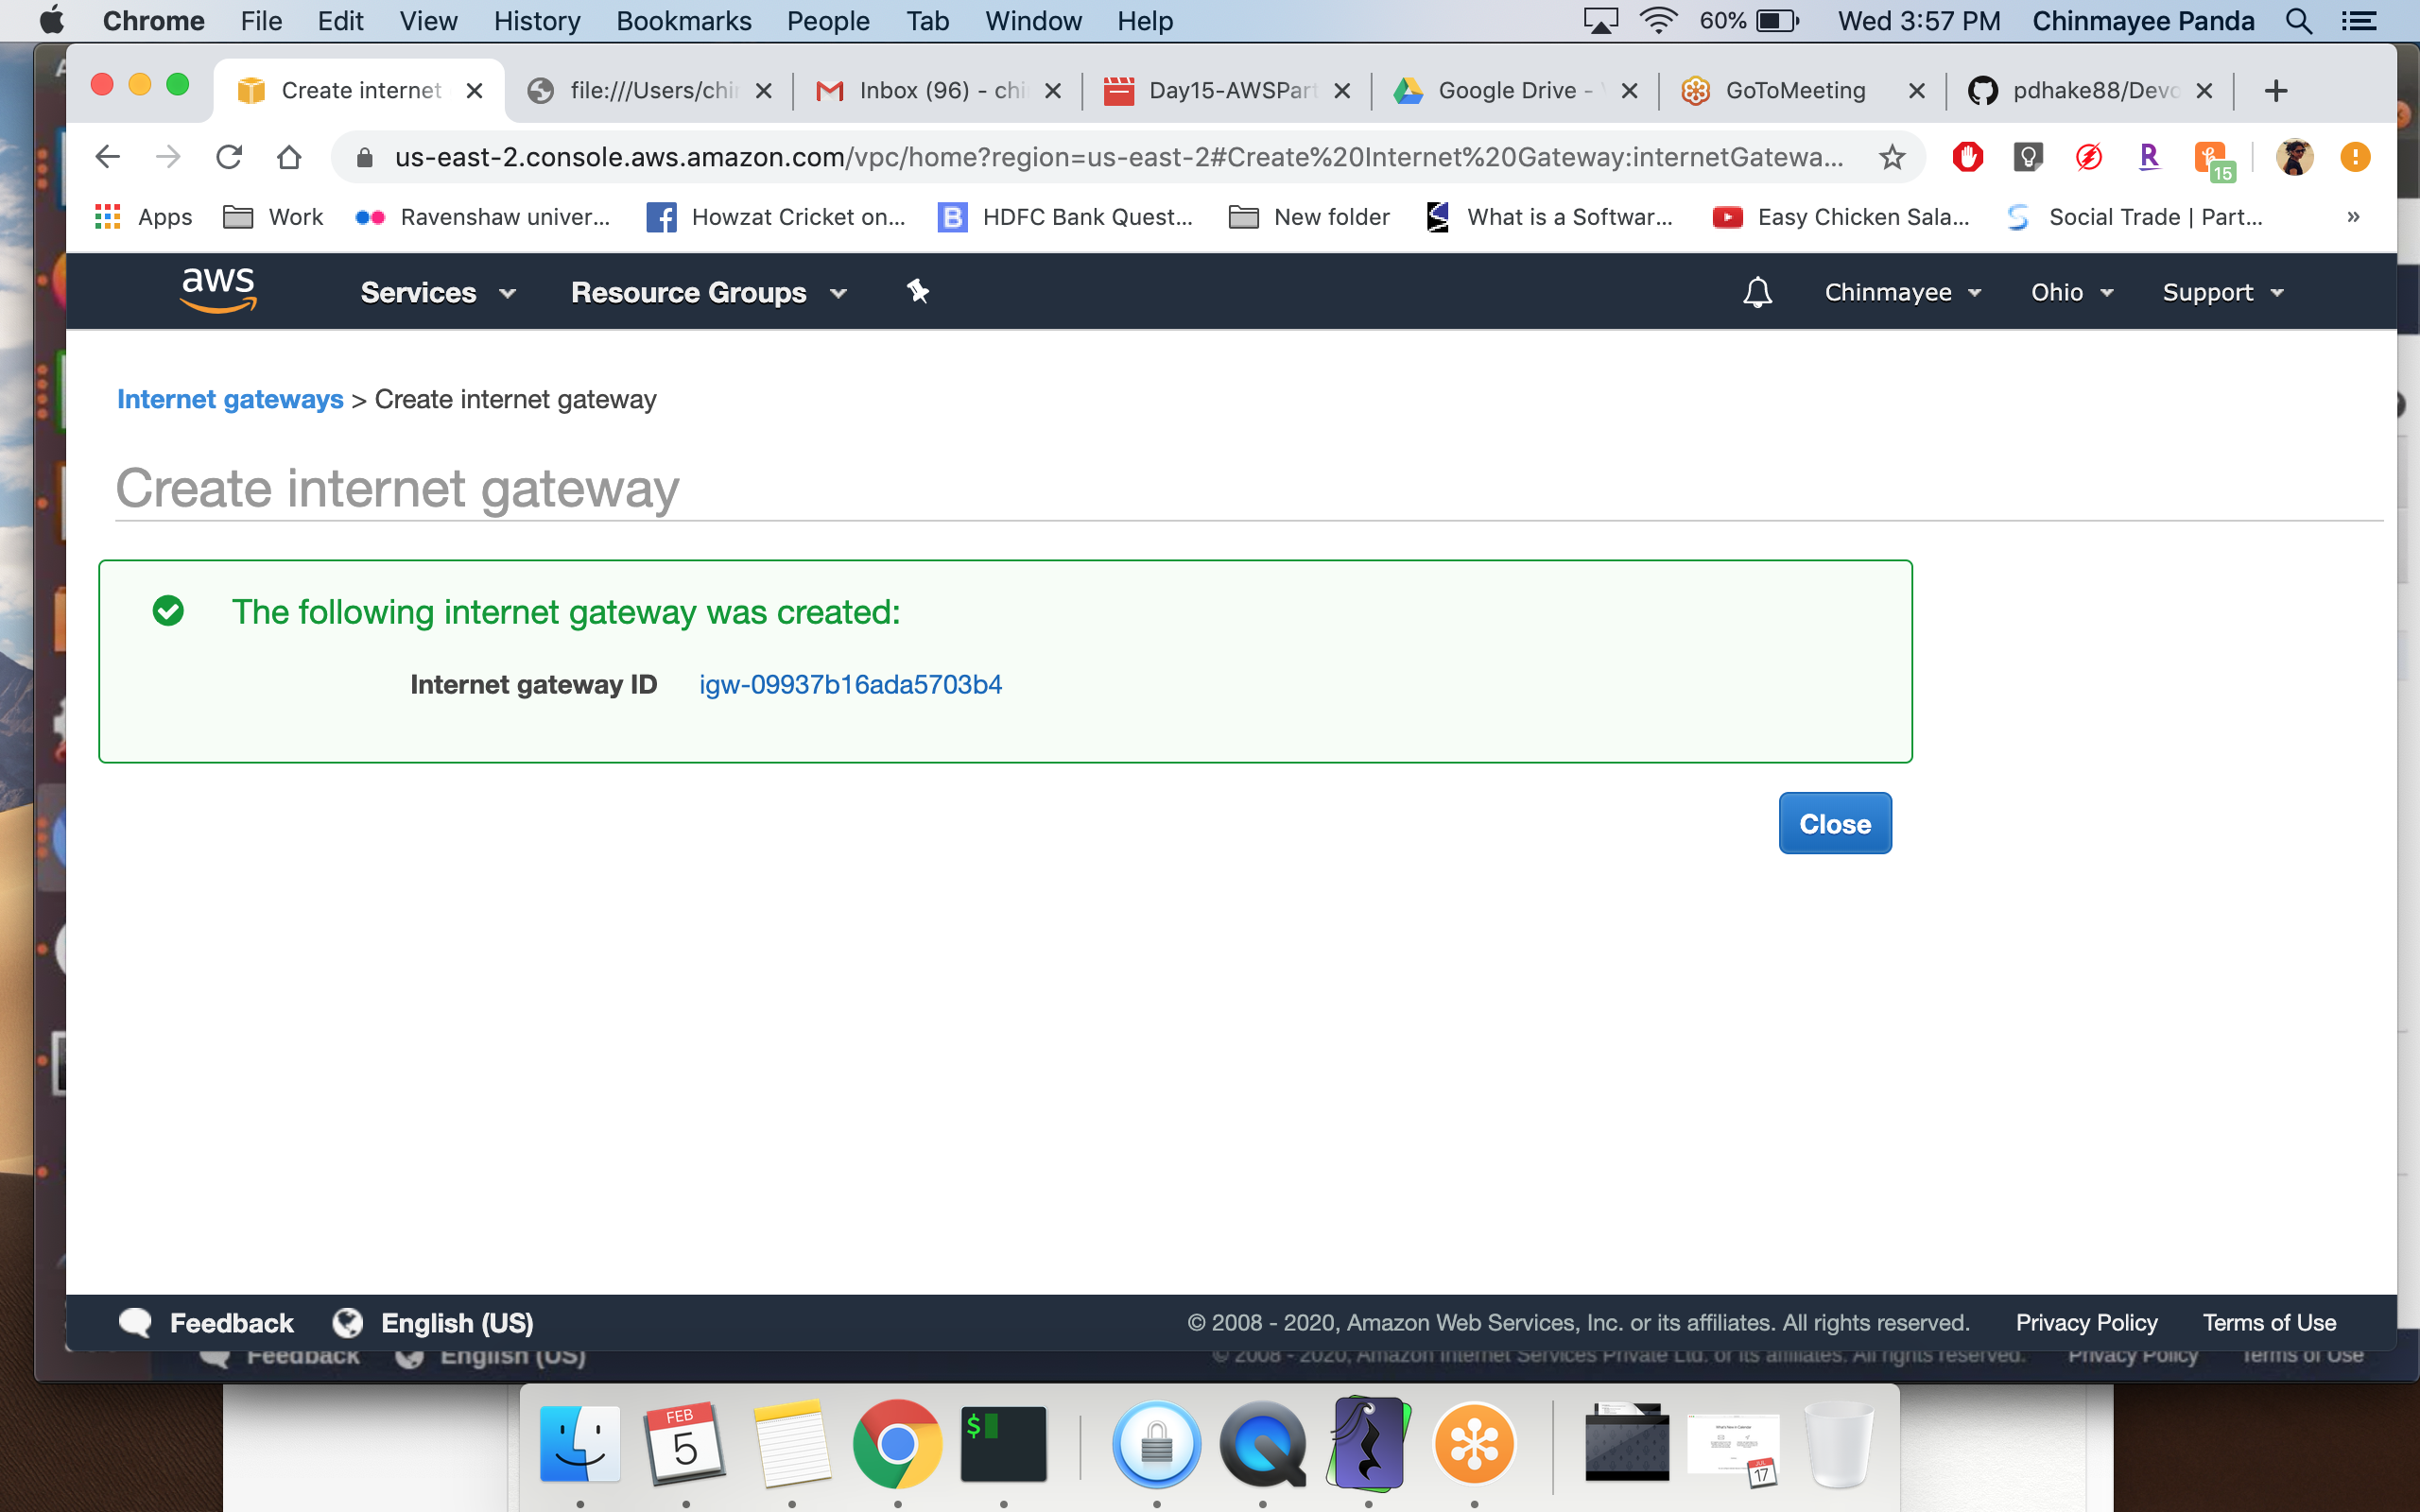 Chrome File Edit View History Bookmarks People Tab Window Help 60% Wed 3:57 PM Chinmayee Panda
Create internet file:///Users/chi Inbox (96) - chi Day15-AWSPart Google Drive - GoToMeeting pdhake88/Devo
us-east-2.console.aws.amazon.com/vpc/home?region=us-east-2#Create%20Internet%20Gateway:internetGatewa... 15
Apps Work Ravenshaw univer... Howzat Cricket on... HDFC Bank Quest... New folder What is a Softwar... Easy Chicken Sala... Social Trade | Part... »
aws Services Resource Groups Chinmayee Ohio Support
Internet gateways > Create internet gateway
Create internet gateway
The following internet gateway was created:
Internet gateway ID igw-09937b16ada5703b4
Close
Feedback English (US) © 2008 - 2020, Amazon Web Services, Inc. or its affiliates. All rights reserved. Privacy Policy Terms of Use
Feedback English (US) © 2008 - 2020, Amazon Internet Services Private Ltd. or its affiliates. All rights reserved. Privacy Policy Terms of Use
FEB
5
$
JUL
17